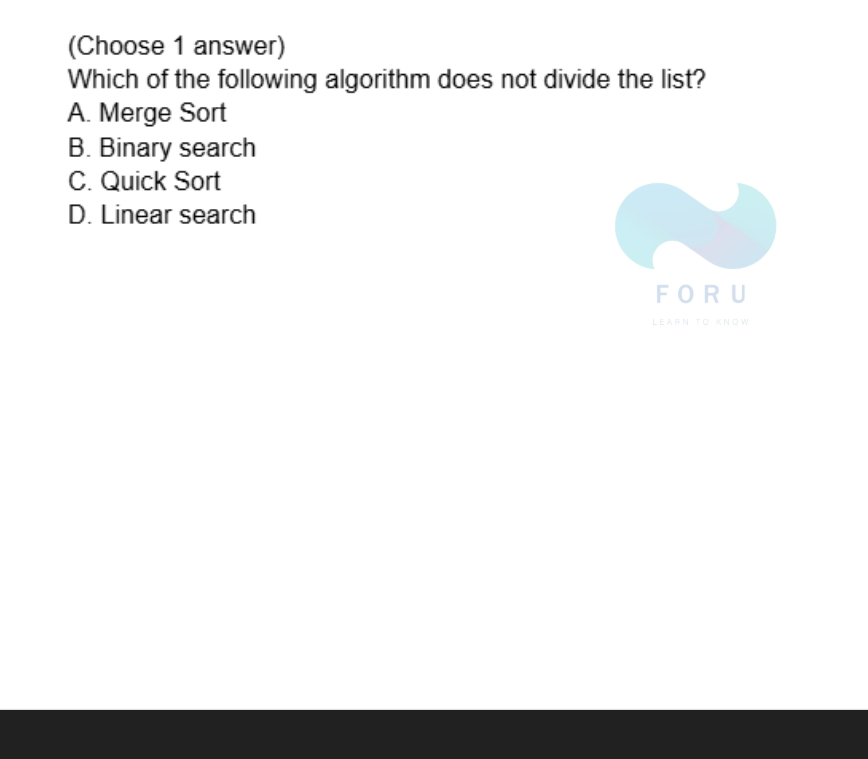 (Choose 1 answer)
Which of the following algorithm does not divide the list?
A. Merge Sort
B. Binary search
C. Quick Sort
D. Linear search
FORU
LEARN TO KNOW